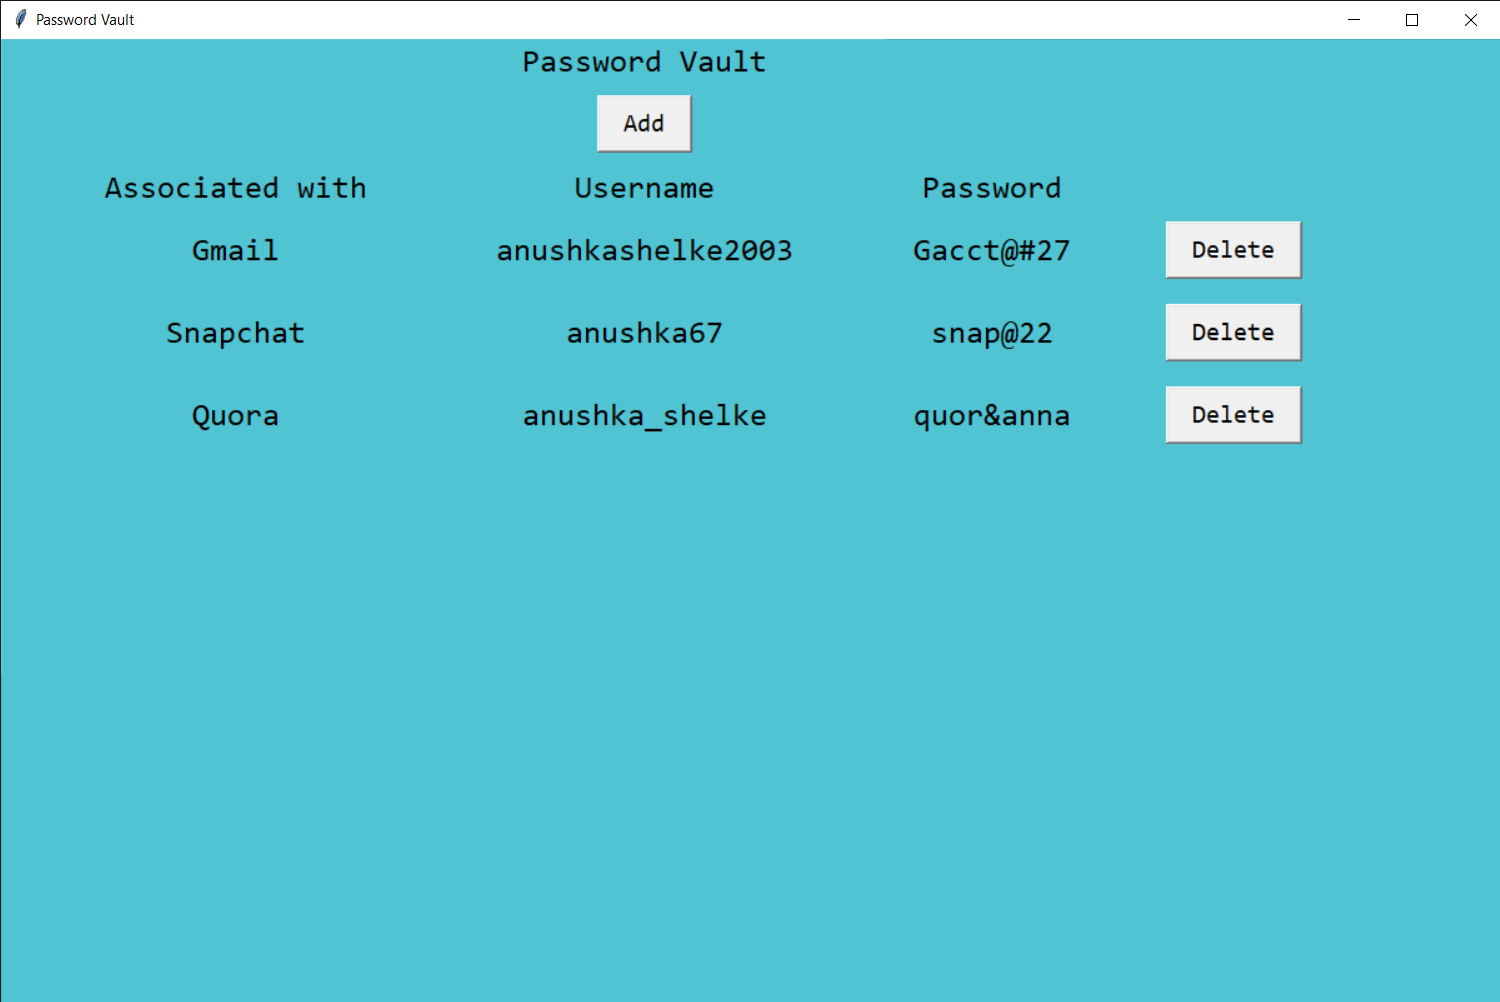 Password Vault
Password Vault
Add
Associated with Username Password
Gmail anushkashelke2003 Gacct@#27 Delete
Snapchat anushka67 snap@22 Delete
Quora anushka_shelke quor&anna Delete